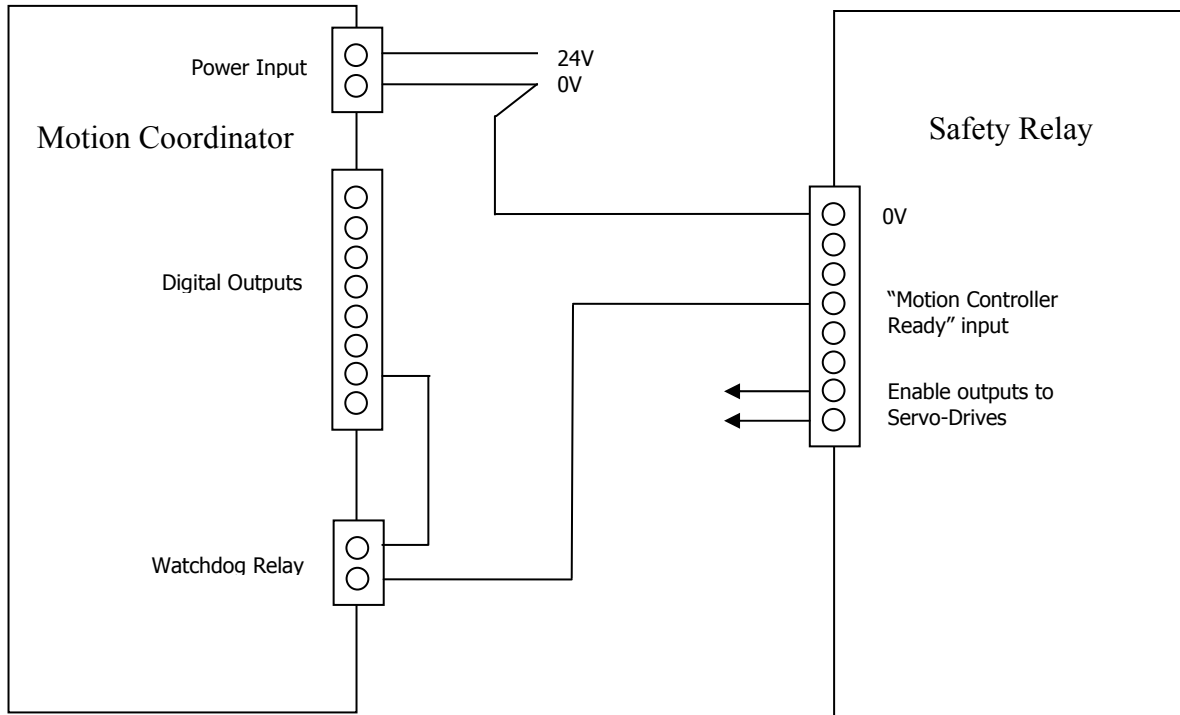 Power Input
24V
0V
Motion Coordinator
Safety Relay
0V
Digital Outputs
“Motion Controller
Ready” input
Enable outputs to
Servo-Drives
Watchdog Relay